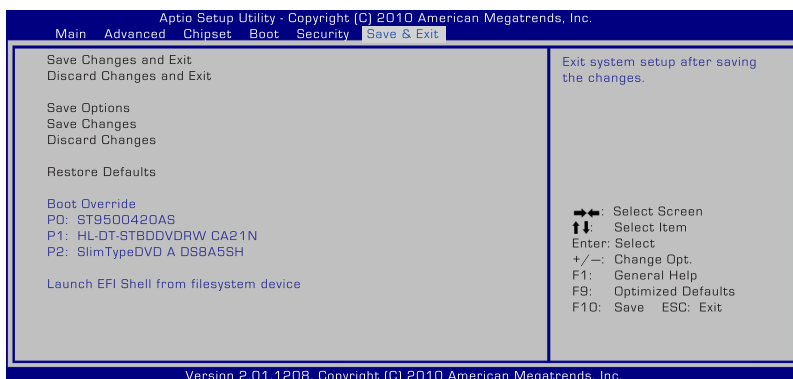 Aptio Setup Utility - Copyright (C) 2010 American Megatrends, Inc.
Main Advanced Chipset Boot Security Save & Exit
Save Changes and Exit
Discard Changes and Exit
Save Options
Save Changes
Discard Changes
Restore Defaults
Boot Override
P0: ST9500420AS
P1: HL-DT-STBDDVDRW CA21N
P2: SlimTypeDVD A DS8A5SH
Launch EFI Shell from filesystem device
Exit system setup after saving
the changes.
→←: Select Screen
↑↓: Select Item
Enter: Select
+/—: Change Opt.
F1: General Help
F9: Optimized Defaults
F10: Save ESC: Exit
Version 2.01.1208. Copyright (C) 2010 American Megatrends, Inc.